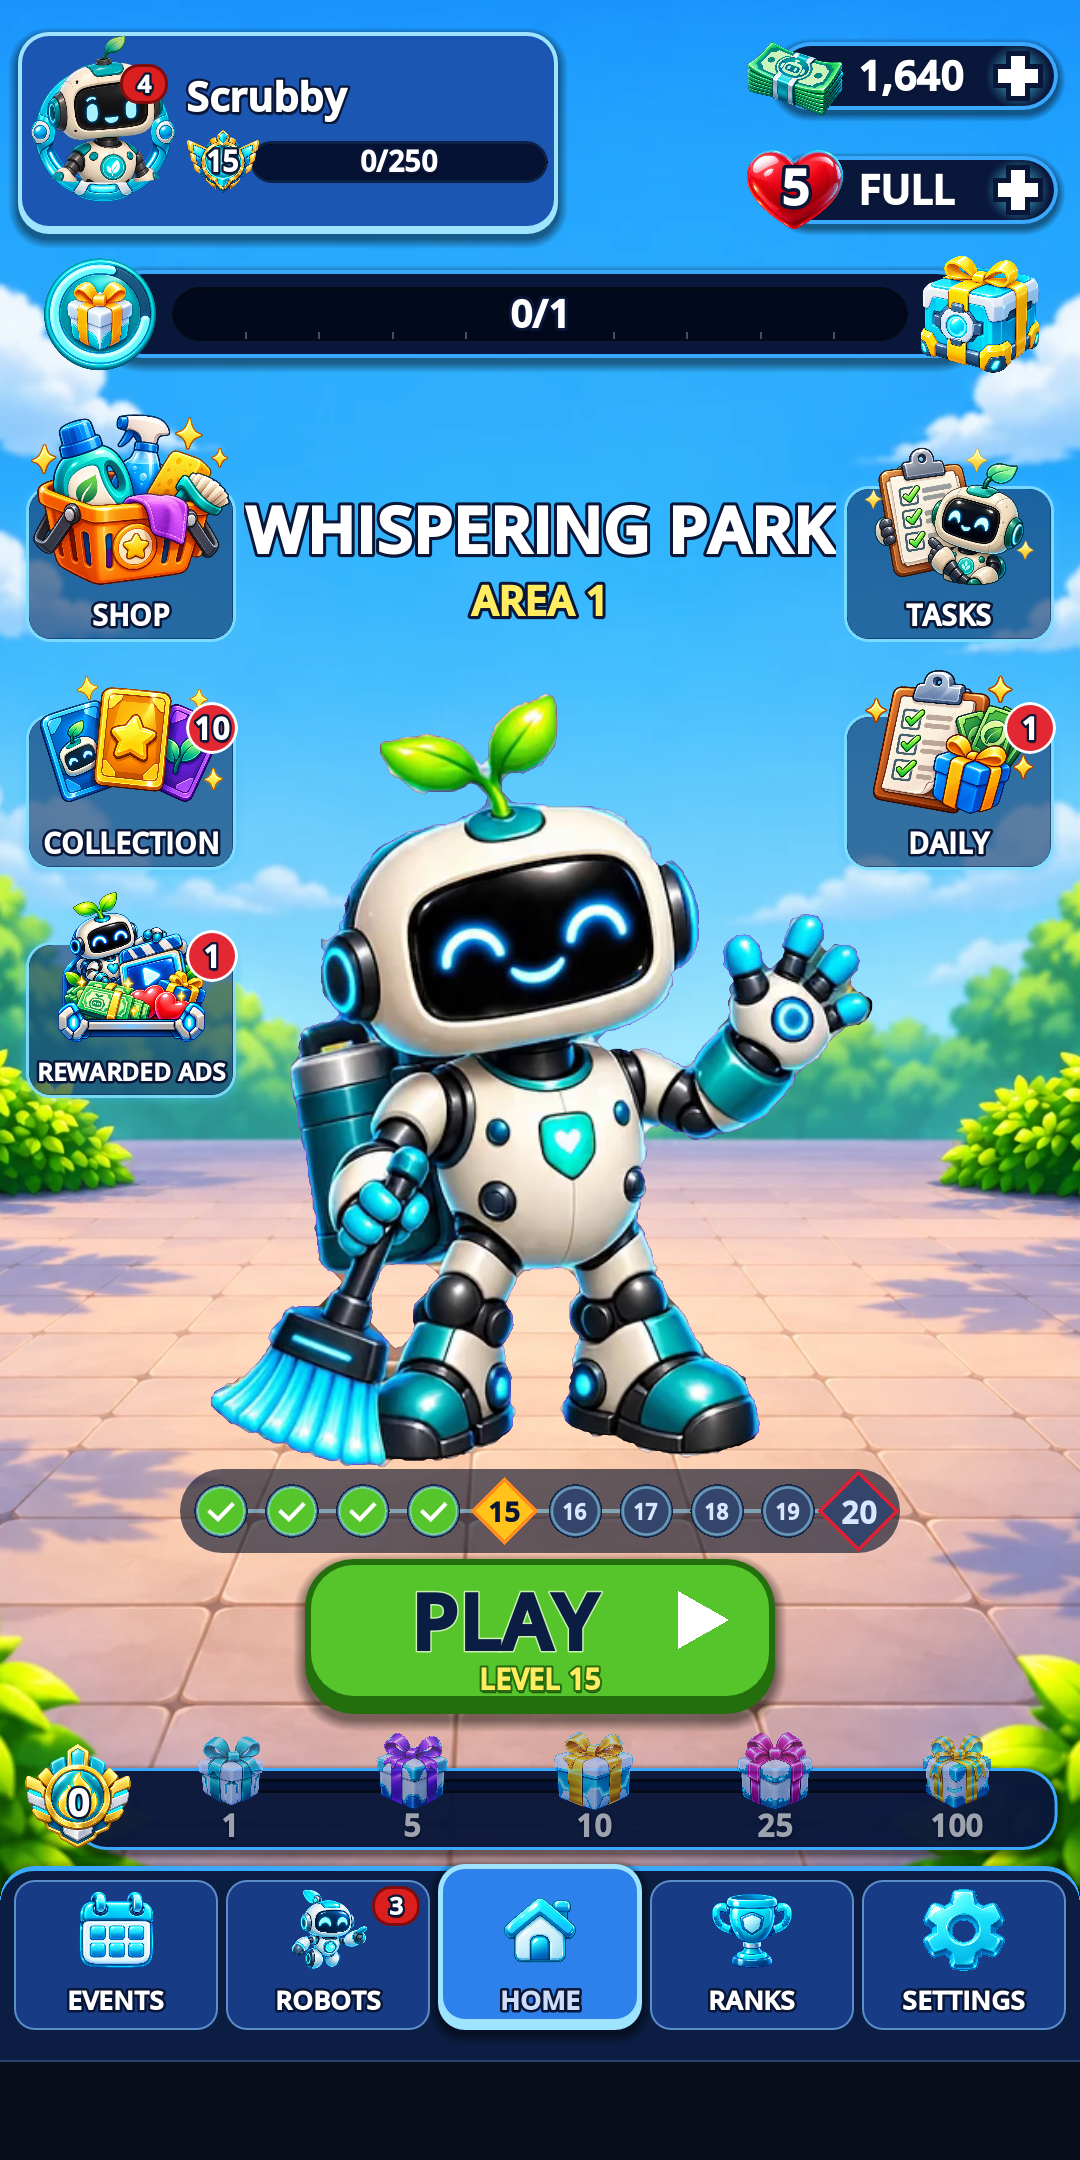 4
Scrubby
15
0/250
1,640
5
FULL
0/1
SHOP
WHISPERING PARK
AREA 1
TASKS
10
COLLECTION
1
DAILY
1
REWARDED ADS
15
16
17
18
19
20
PLAY
LEVEL 15
0
1
5
10
25
100
EVENTS
3
ROBOTS
HOME
RANKS
SETTINGS